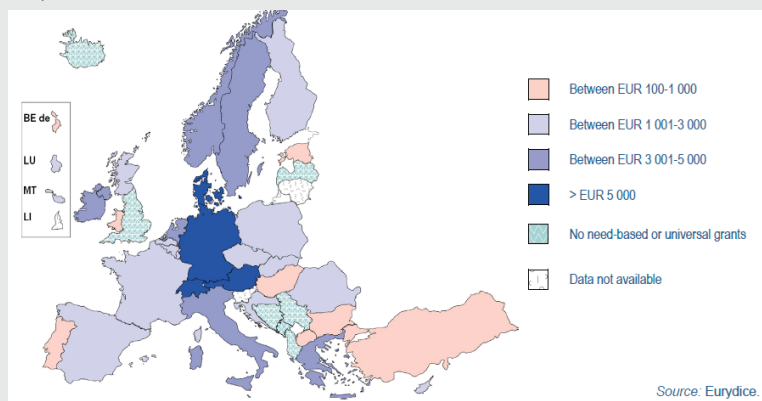 BE de
LU
MT
LI
Between EUR 100-1 000
Between EUR 1 001-3 000
Between EUR 3 001-5 000
> EUR 5 000
No need-based or universal grants
Data not available
Source: Eurydice.